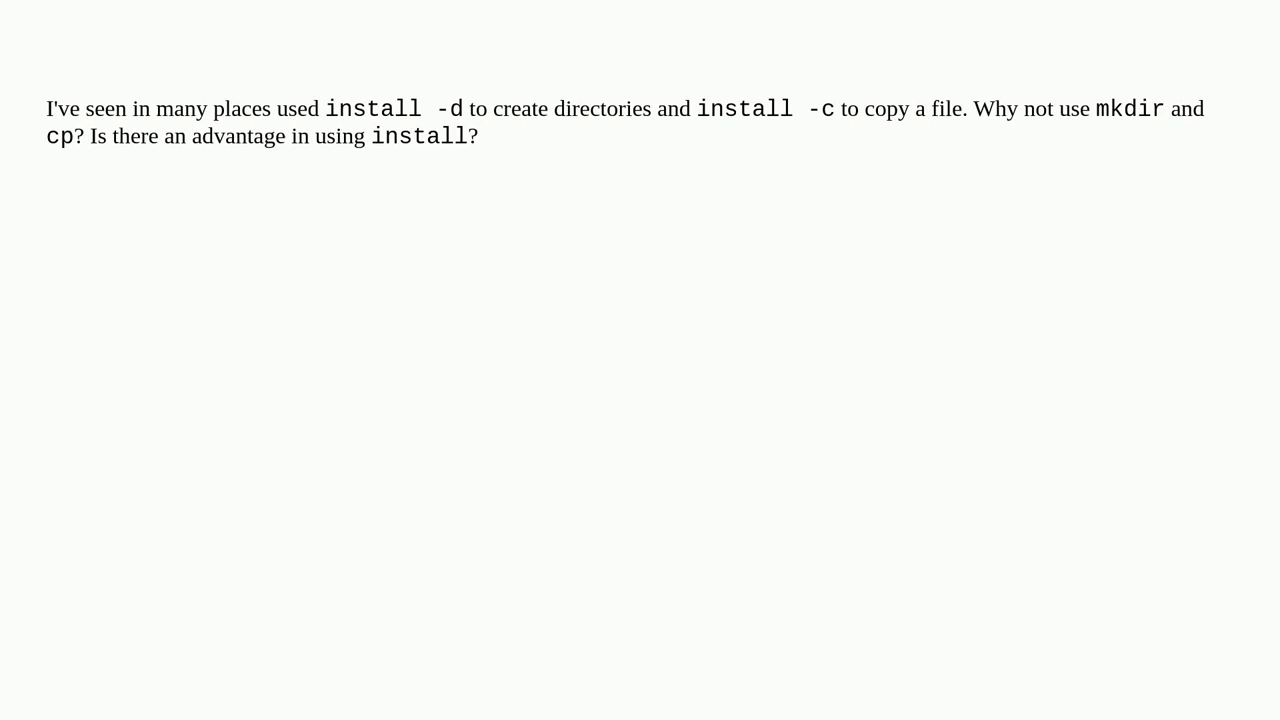 I've seen in many places used install -d to create directories and install -c to copy a file. Why not use mkdir and
cp? Is there an advantage in using install?